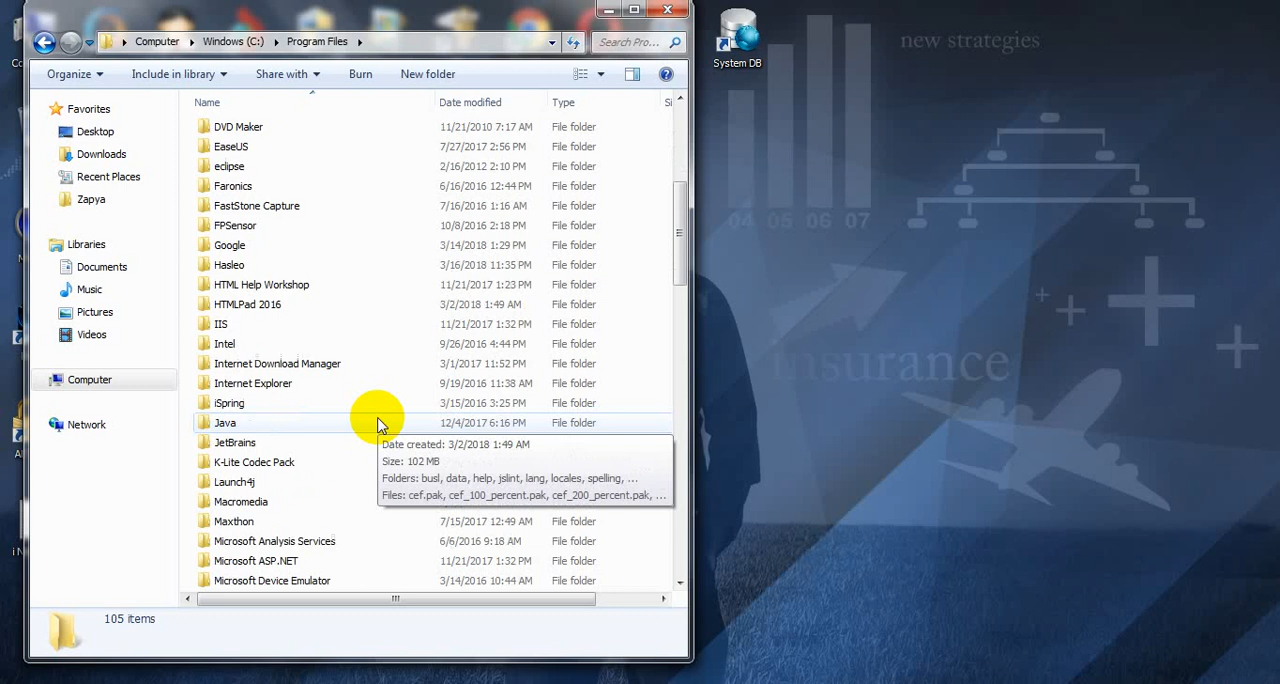 Computer Windows (C:) Program Files Search Pro...
Organize Include in library Share with Burn New folder
Favorites
Desktop
Downloads
Recent Places
Zapya
Libraries
Documents
Music
Pictures
Videos
Computer
Network
Name Date modified Type Si
DVD Maker 11/21/2010 7:17 AM File folder
EaseUS 7/27/2017 2:56 PM File folder
eclipse 2/16/2012 2:10 PM File folder
Faronics 6/16/2016 12:44 PM File folder
FastStone Capture 7/16/2016 1:16 AM File folder
FPSensor 10/8/2016 2:18 PM File folder
Google 3/14/2018 1:29 PM File folder
Hasleo 3/16/2018 11:35 PM File folder
HTML Help Workshop 11/21/2017 1:23 PM File folder
HTMLPad 2016 3/2/2018 1:49 AM File folder
IIS 11/21/2017 1:32 PM File folder
Intel 9/26/2016 4:44 PM File folder
Internet Download Manager 3/1/2017 11:52 PM File folder
Internet Explorer 9/19/2016 11:38 AM File folder
iSpring 3/15/2016 3:25 PM File folder
Java 12/4/2017 6:16 PM File folder
JetBrains
K-Lite Codec Pack
Launch4j
Macromedia
Maxthon 7/15/2017 12:49 AM File folder
Microsoft Analysis Services 6/6/2016 9:18 AM File folder
Microsoft ASP.NET 11/21/2017 1:32 PM File folder
Microsoft Device Emulator 3/14/2016 10:44 AM File folder
Date created: 3/2/2018 1:49 AM
Size: 102 MB
Folders: busl, data, help, jslint, lang, locales, spelling, ...
Files: cef.pak, cef_100_percent.pak, cef_200_percent.pak, ...
105 items
System DB
new strategies
04 05 06 07
insurance